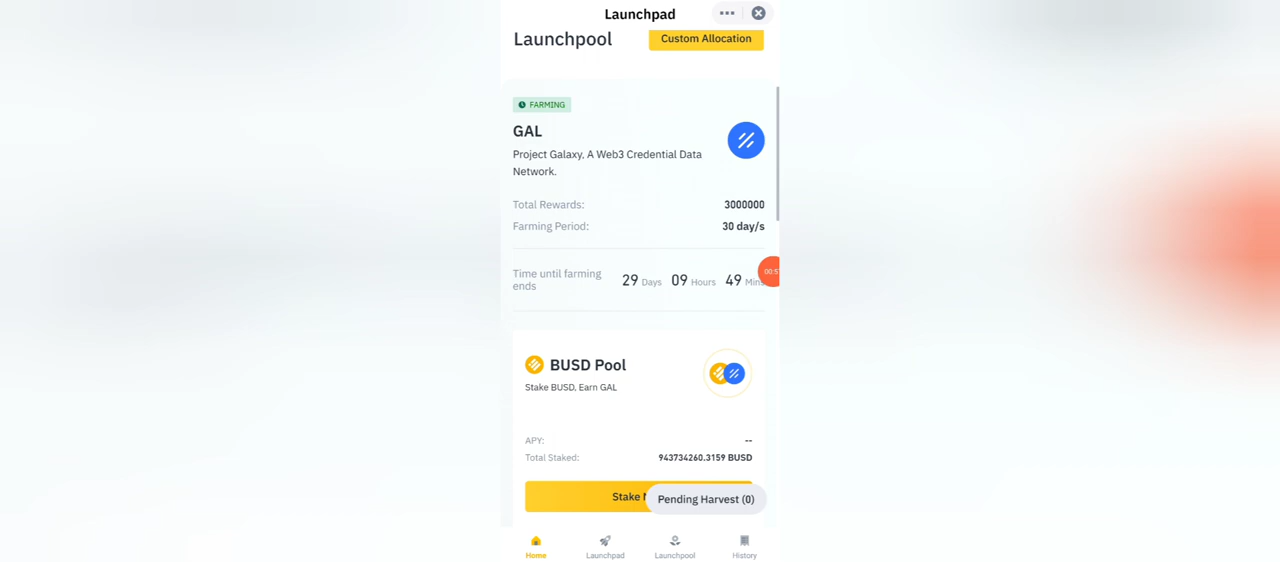 Launchpad
Launchpool
Custom Allocation
FARMING
GAL
Project Galaxy, A Web3 Credential Data
Network.
Total Rewards: 3000000
Farming Period: 30 day/s
Time until farming
ends
29 Days 09 Hours 49 Mins
BUSD Pool
Stake BUSD, Earn GAL
APY: --
Total Staked: 943734260.3159 BUSD
Stake
Pending Harvest (0)
Home Launchpad Launchpool History